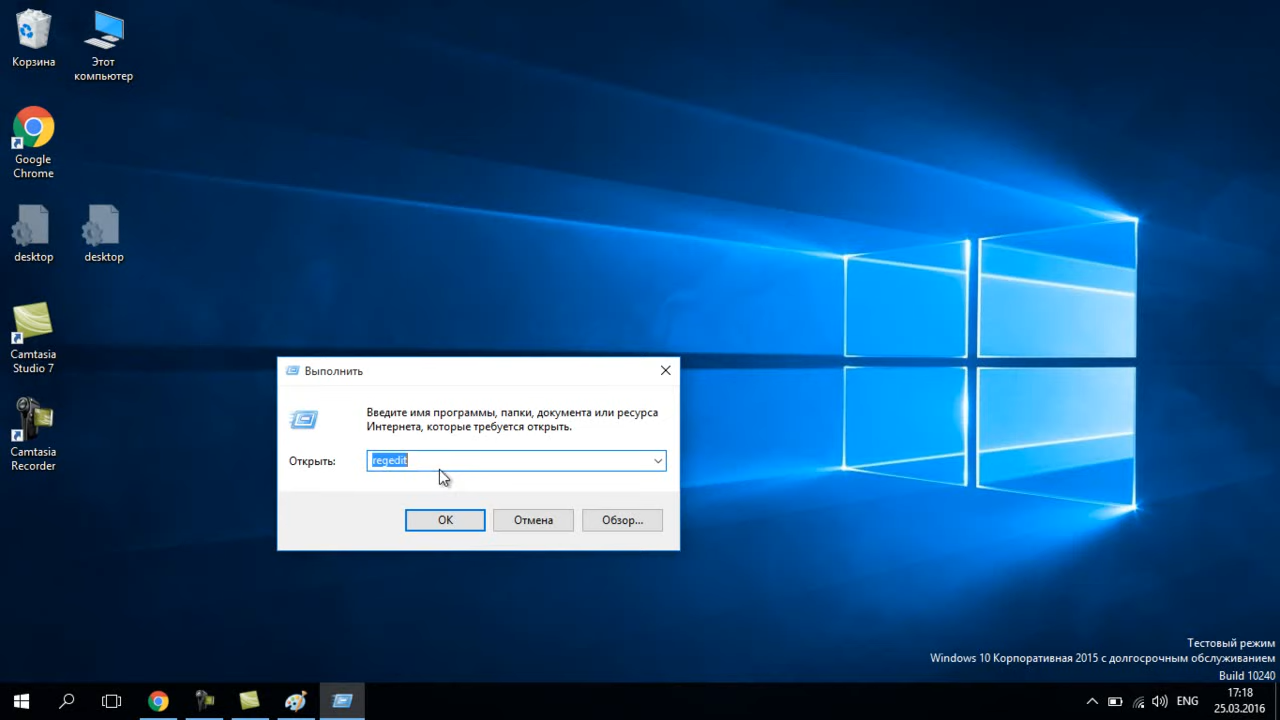 Корзина
Этот
компьютер
Google
Chrome
desktop
desktop
Camtasia
Studio 7
Camtasia
Recorder
Выполнить
Введите имя программы, папки, документа или ресурса
Интернета, которые требуется открыть.
Открыть:
regedit
OK
Отмена
Обзор...
Тестовый режим
Windows 10 Корпоративная 2015 с долгосрочным обслуживанием
Build 10240
ENG
17:18
25.03.2016